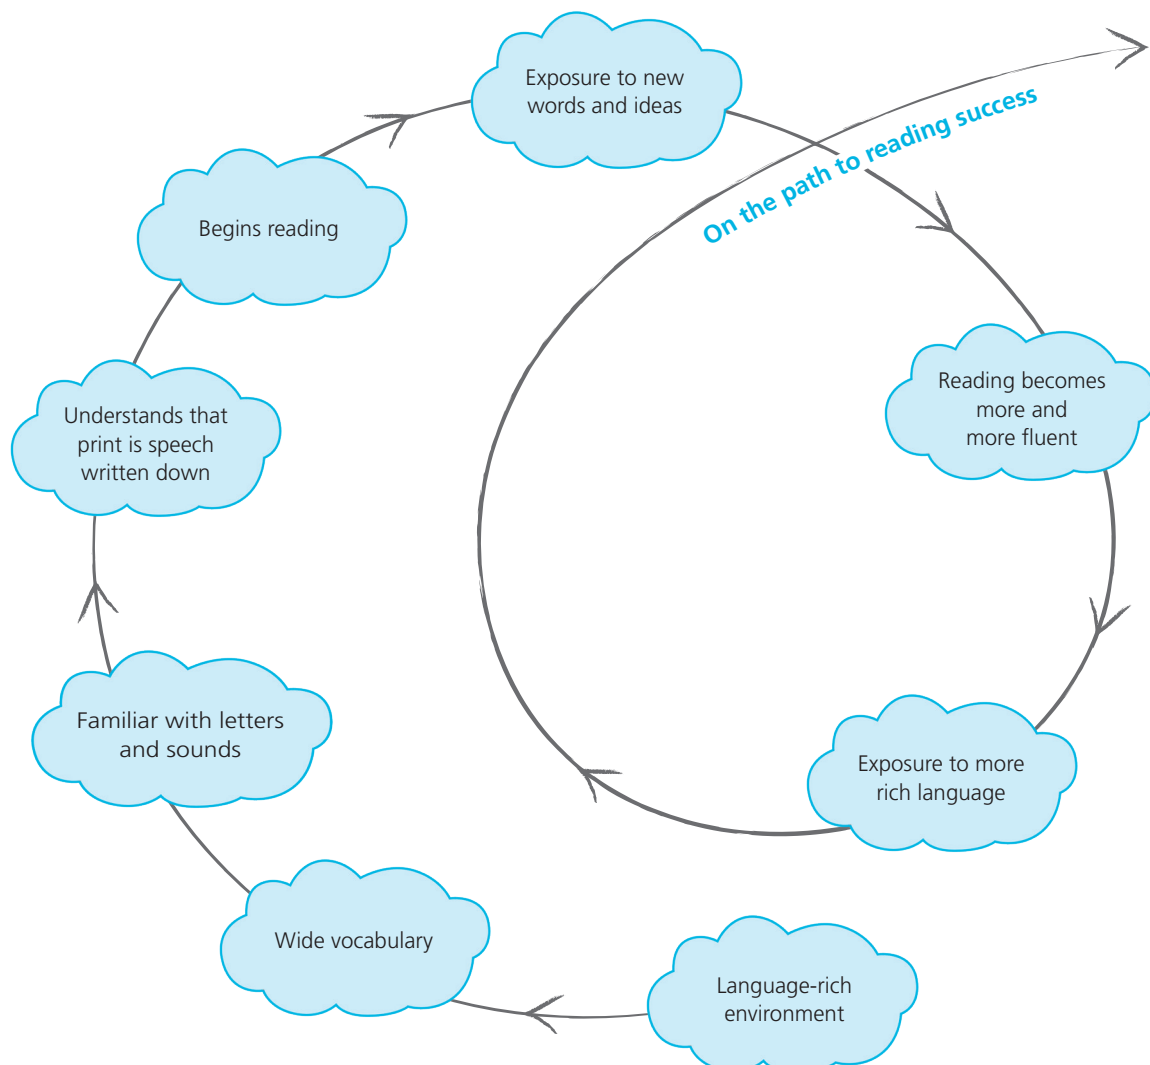 Exposure to new
words and ideas
On the path to reading success
Begins reading
Reading becomes
more and
more fluent
Understands that
print is speech
written down
Familiar with letters
and sounds
Exposure to more
rich language
Wide vocabulary
Language-rich
environment